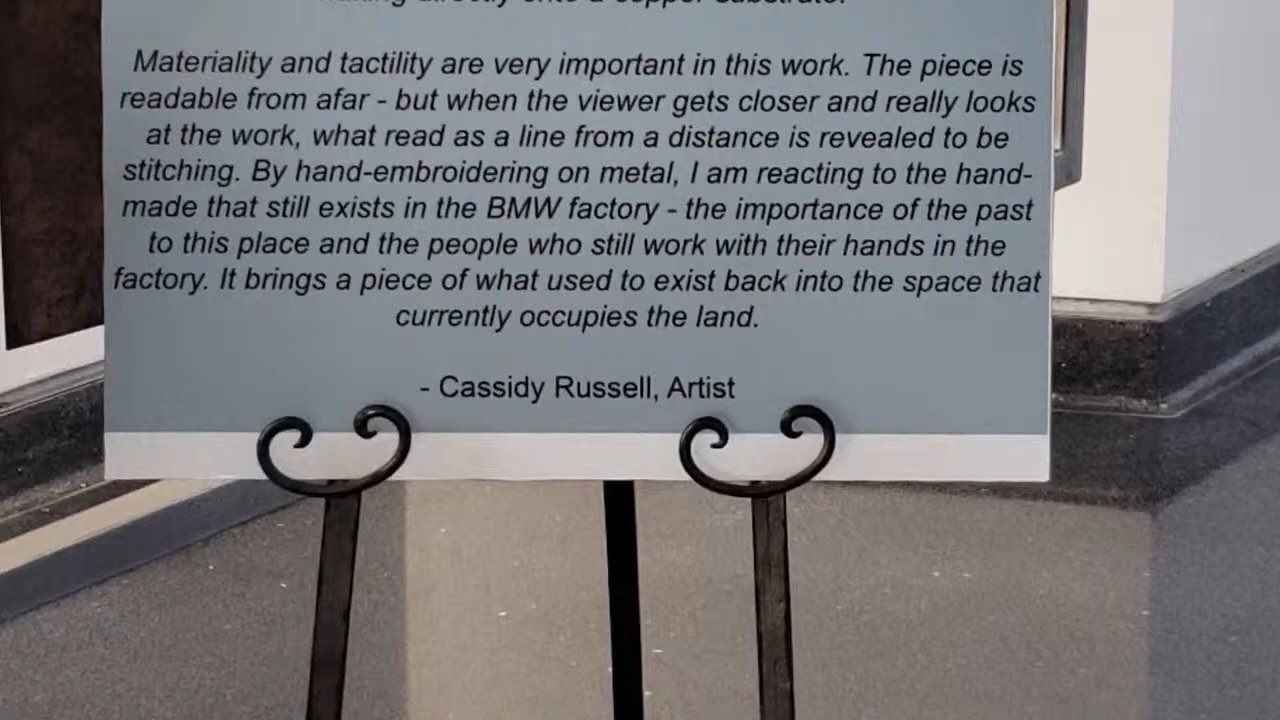 directly onto a copper substrate.
Materiality and tactility are very important in this work. The piece is
readable from afar - but when the viewer gets closer and really looks
at the work, what read as a line from a distance is revealed to be
stitching. By hand-embroidering on metal, I am reacting to the hand-
made that still exists in the BMW factory - the importance of the past
to this place and the people who still work with their hands in the
factory. It brings a piece of what used to exist back into the space that
currently occupies the land.
- Cassidy Russell, Artist